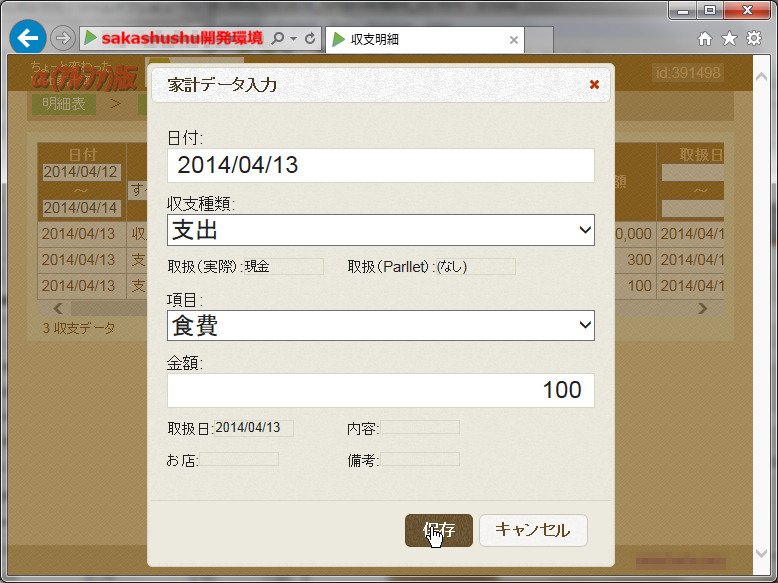 sakashushu開発環境
収支明細
ちょーと変わった
α(アルファ)版
id:391498
明細表 >
家計データ入力
日付:
2014/04/13
収支種類:
支出
取扱(実際):現金 取扱(Parllet):(なし)
項目:
食費
金額:
100
取扱日:2014/04/13 内容:
お店: 備考:
保存 キャンセル
日付 額 取扱日
2014/04/12
～ す ～
2014/04/14
2014/04/13 収 0,000 2014/04/1
2014/04/13 支 300 2014/04/1
2014/04/13 支 100 2014/04/1
3 収支データ